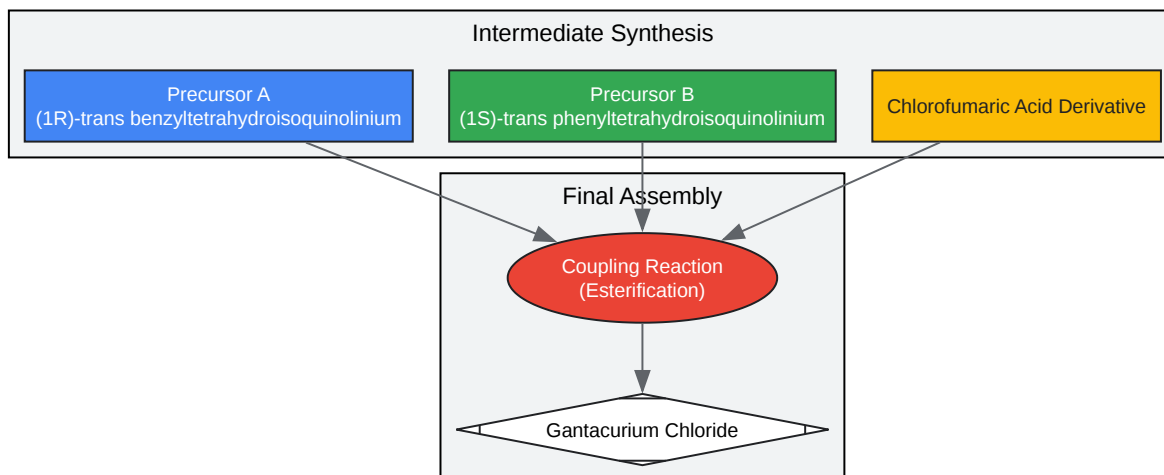 Intermediate Synthesis
Precursor A
(1R)-trans benzyltetrahydroisoquinolinium
Precursor B
(1S)-trans phenyltetrahydroisoquinolinium
Chlorofumaric Acid Derivative
Final Assembly
Coupling Reaction
(Esterification)
Gantacurium Chloride